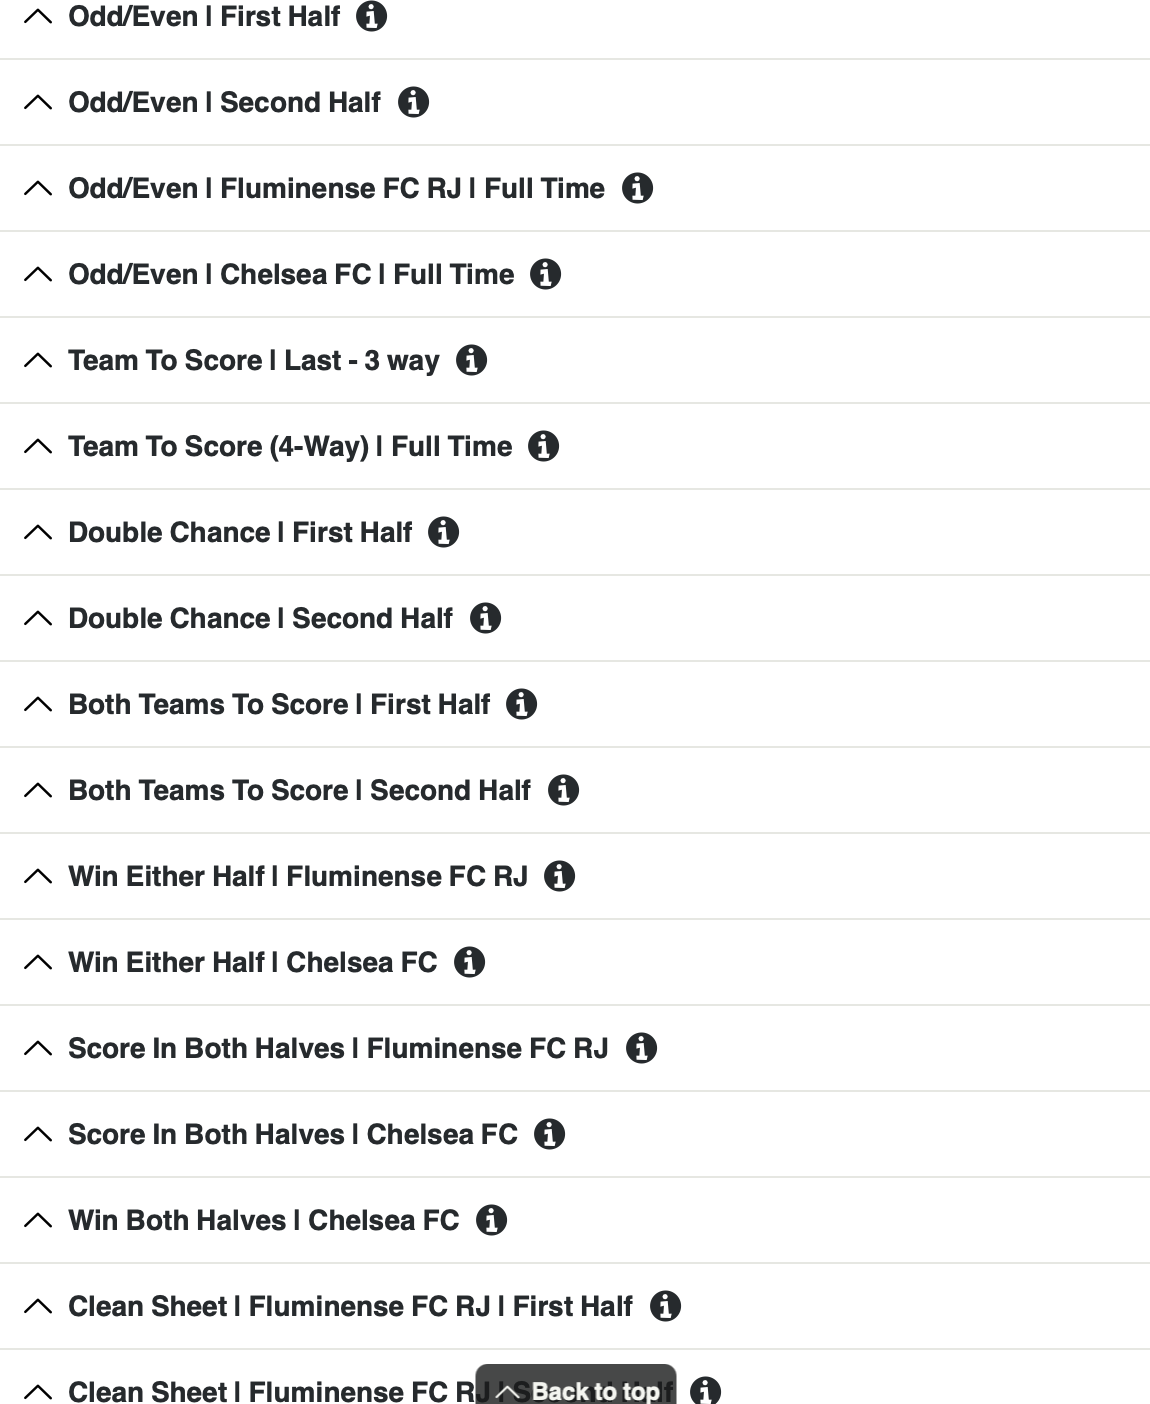 Odd/Even | First Half
Odd/Even | Second Half
Odd/Even | Fluminense FC RJ | Full Time
Odd/Even | Chelsea FC | Full Time
Team To Score | Last - 3 way
Team To Score (4-Way) | Full Time
Double Chance | First Half
Double Chance | Second Half
Both Teams To Score | First Half
Both Teams To Score | Second Half
Win Either Half | Fluminense FC RJ
Win Either Half | Chelsea FC
Score In Both Halves | Fluminense FC RJ
Score In Both Halves | Chelsea FC
Win Both Halves | Chelsea FC
Clean Sheet | Fluminense FC RJ | First Half
Clean Sheet | Fluminense FC RJ
Back to top